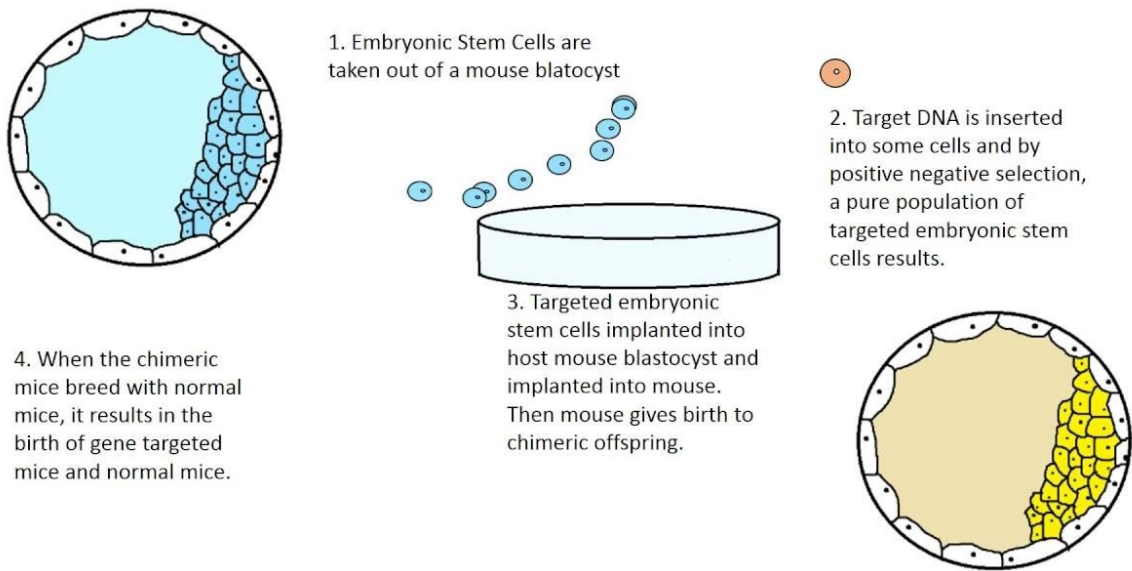 1. Embryonic Stem Cells are
taken out of a mouse blatocyst
2. Target DNA is inserted
into some cells and by
positive negative selection,
a pure population of
targeted embryonic stem
cells results.
3. Targeted embryonic
stem cells implanted into
host mouse blastocyst and
implanted into mouse.
Then mouse gives birth to
chimeric offspring.
4. When the chimeric
mice breed with normal
mice, it results in the
birth of gene targeted
mice and normal mice.